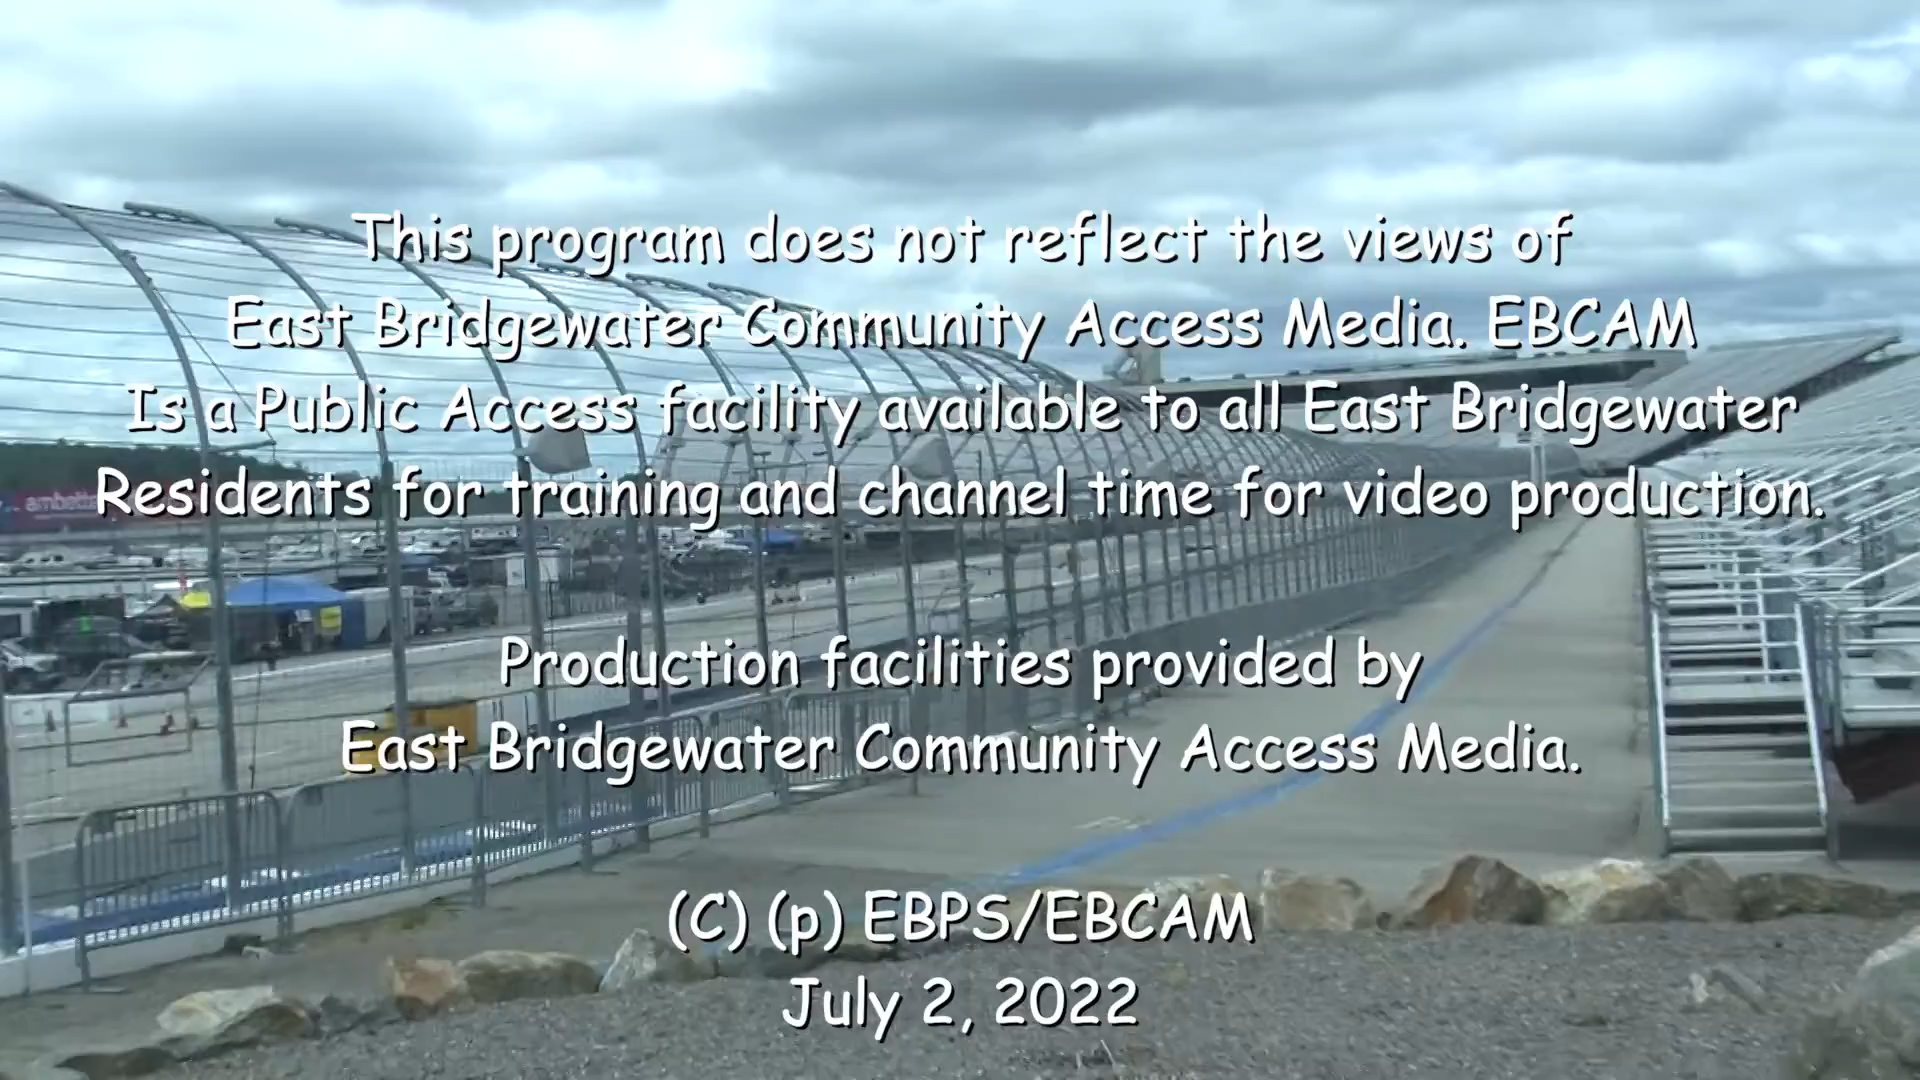 This program does not reflect the views of
East Bridgewater Community Access Media. EBCAM
Is a Public Access facility available to all East Bridgewater
Residents for training and channel time for video production.
Production facilities provided by
East Bridgewater Community Access Media.
(C) (p) EBPS/EBCAM
July 2, 2022